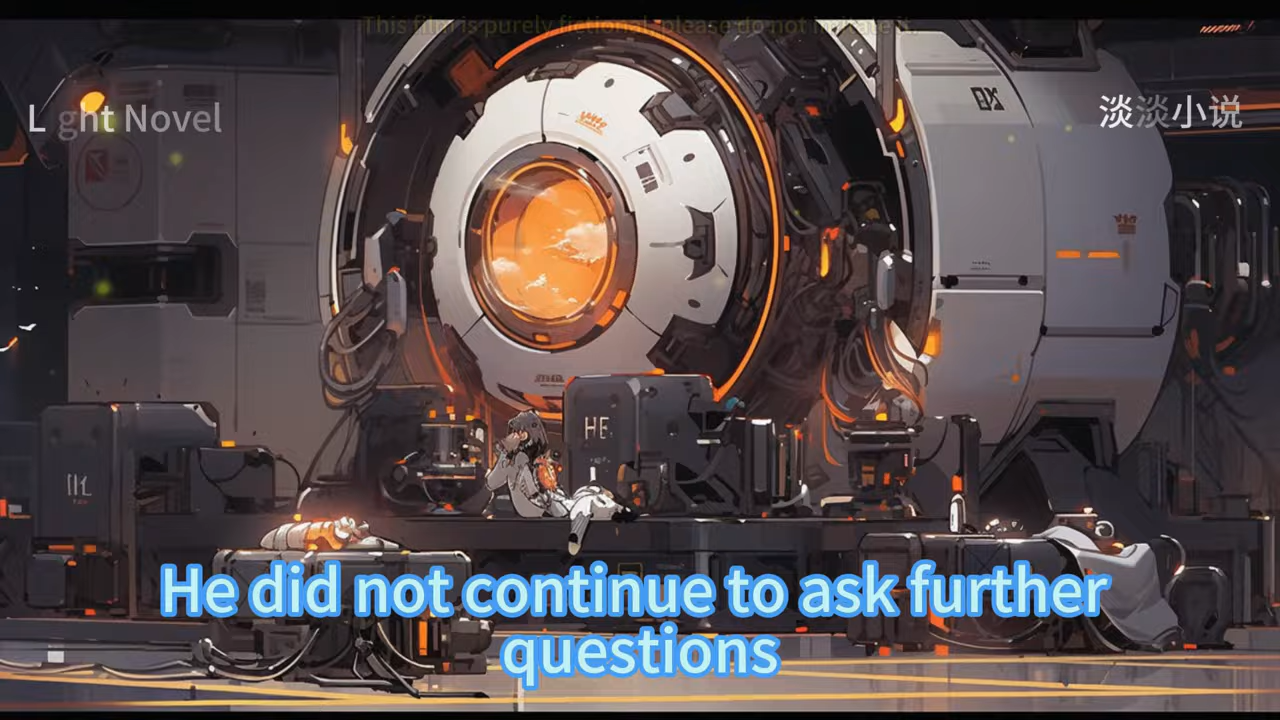 This film is purely fictional, please do not imitate it.
L ght Novel
淡淡小说
HE
He did not continue to ask further
questions